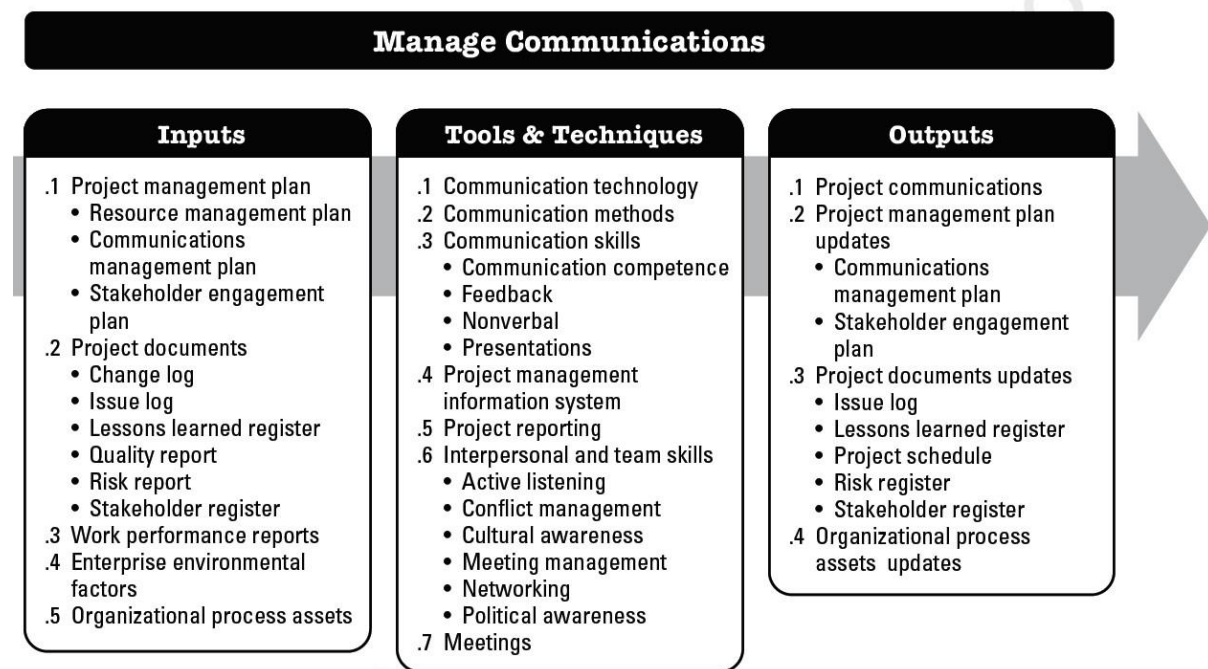 Manage Communications
Inputs
.1 Project management plan
• Resource management plan
• Communications
management plan
• Stakeholder engagement
plan
.2 Project documents
• Change log
• Issue log
• Lessons learned register
• Quality report
• Risk report
• Stakeholder register
.3 Work performance reports
.4 Enterprise environmental
factors
.5 Organizational process assets
Tools & Techniques
.1 Communication technology
.2 Communication methods
.3 Communication skills
• Communication competence
• Feedback
• Nonverbal
• Presentations
.4 Project management
information system
.5 Project reporting
.6 Interpersonal and team skills
• Active listening
• Conflict management
• Cultural awareness
• Meeting management
• Networking
• Political awareness
.7 Meetings
Outputs
.1 Project communications
.2 Project management plan
updates
• Communications
management plan
• Stakeholder engagement
plan
.3 Project documents updates
• Issue log
• Lessons learned register
• Project schedule
• Risk register
• Stakeholder register
.4 Organizational process
assets updates